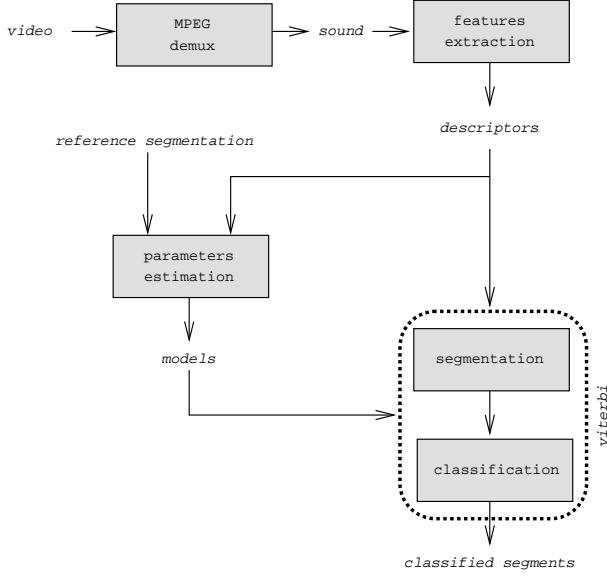 video
MPEG
demux
sound
features
extraction
descriptors
reference segmentation
parameters
estimation
models
segmentation
viterbi
classification
classified segments